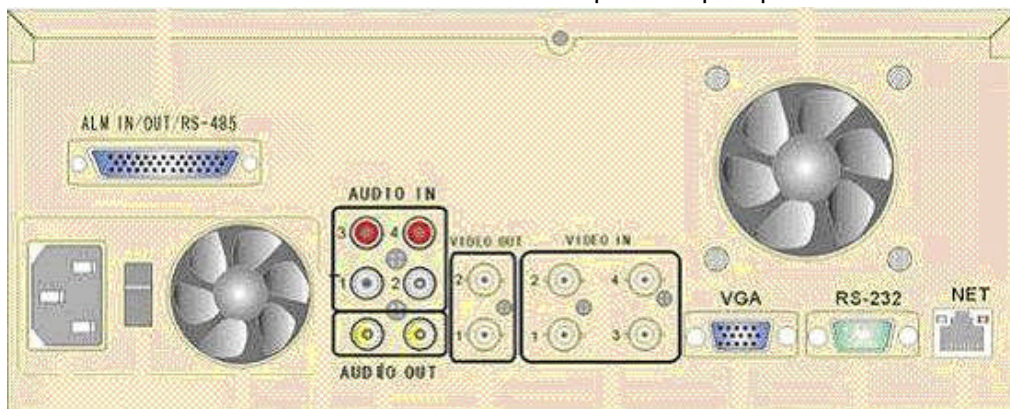 ALM IN/OUT/RS-485
AUDIO IN
3 4
1 2
AUDIO OUT
VIDEO OUT
2
1
VIDEO IN
2 4
1 3
VGA
RS-232
NET